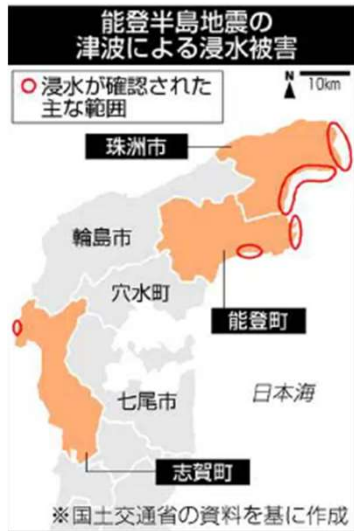 能登半島地震の
津波による浸水被害
浸水が確認された
主な範囲
N
10km
珠洲市
輪島市
穴水町
能登町
七尾市
日本海
志賀町
※国土交通省の資料を基に作成